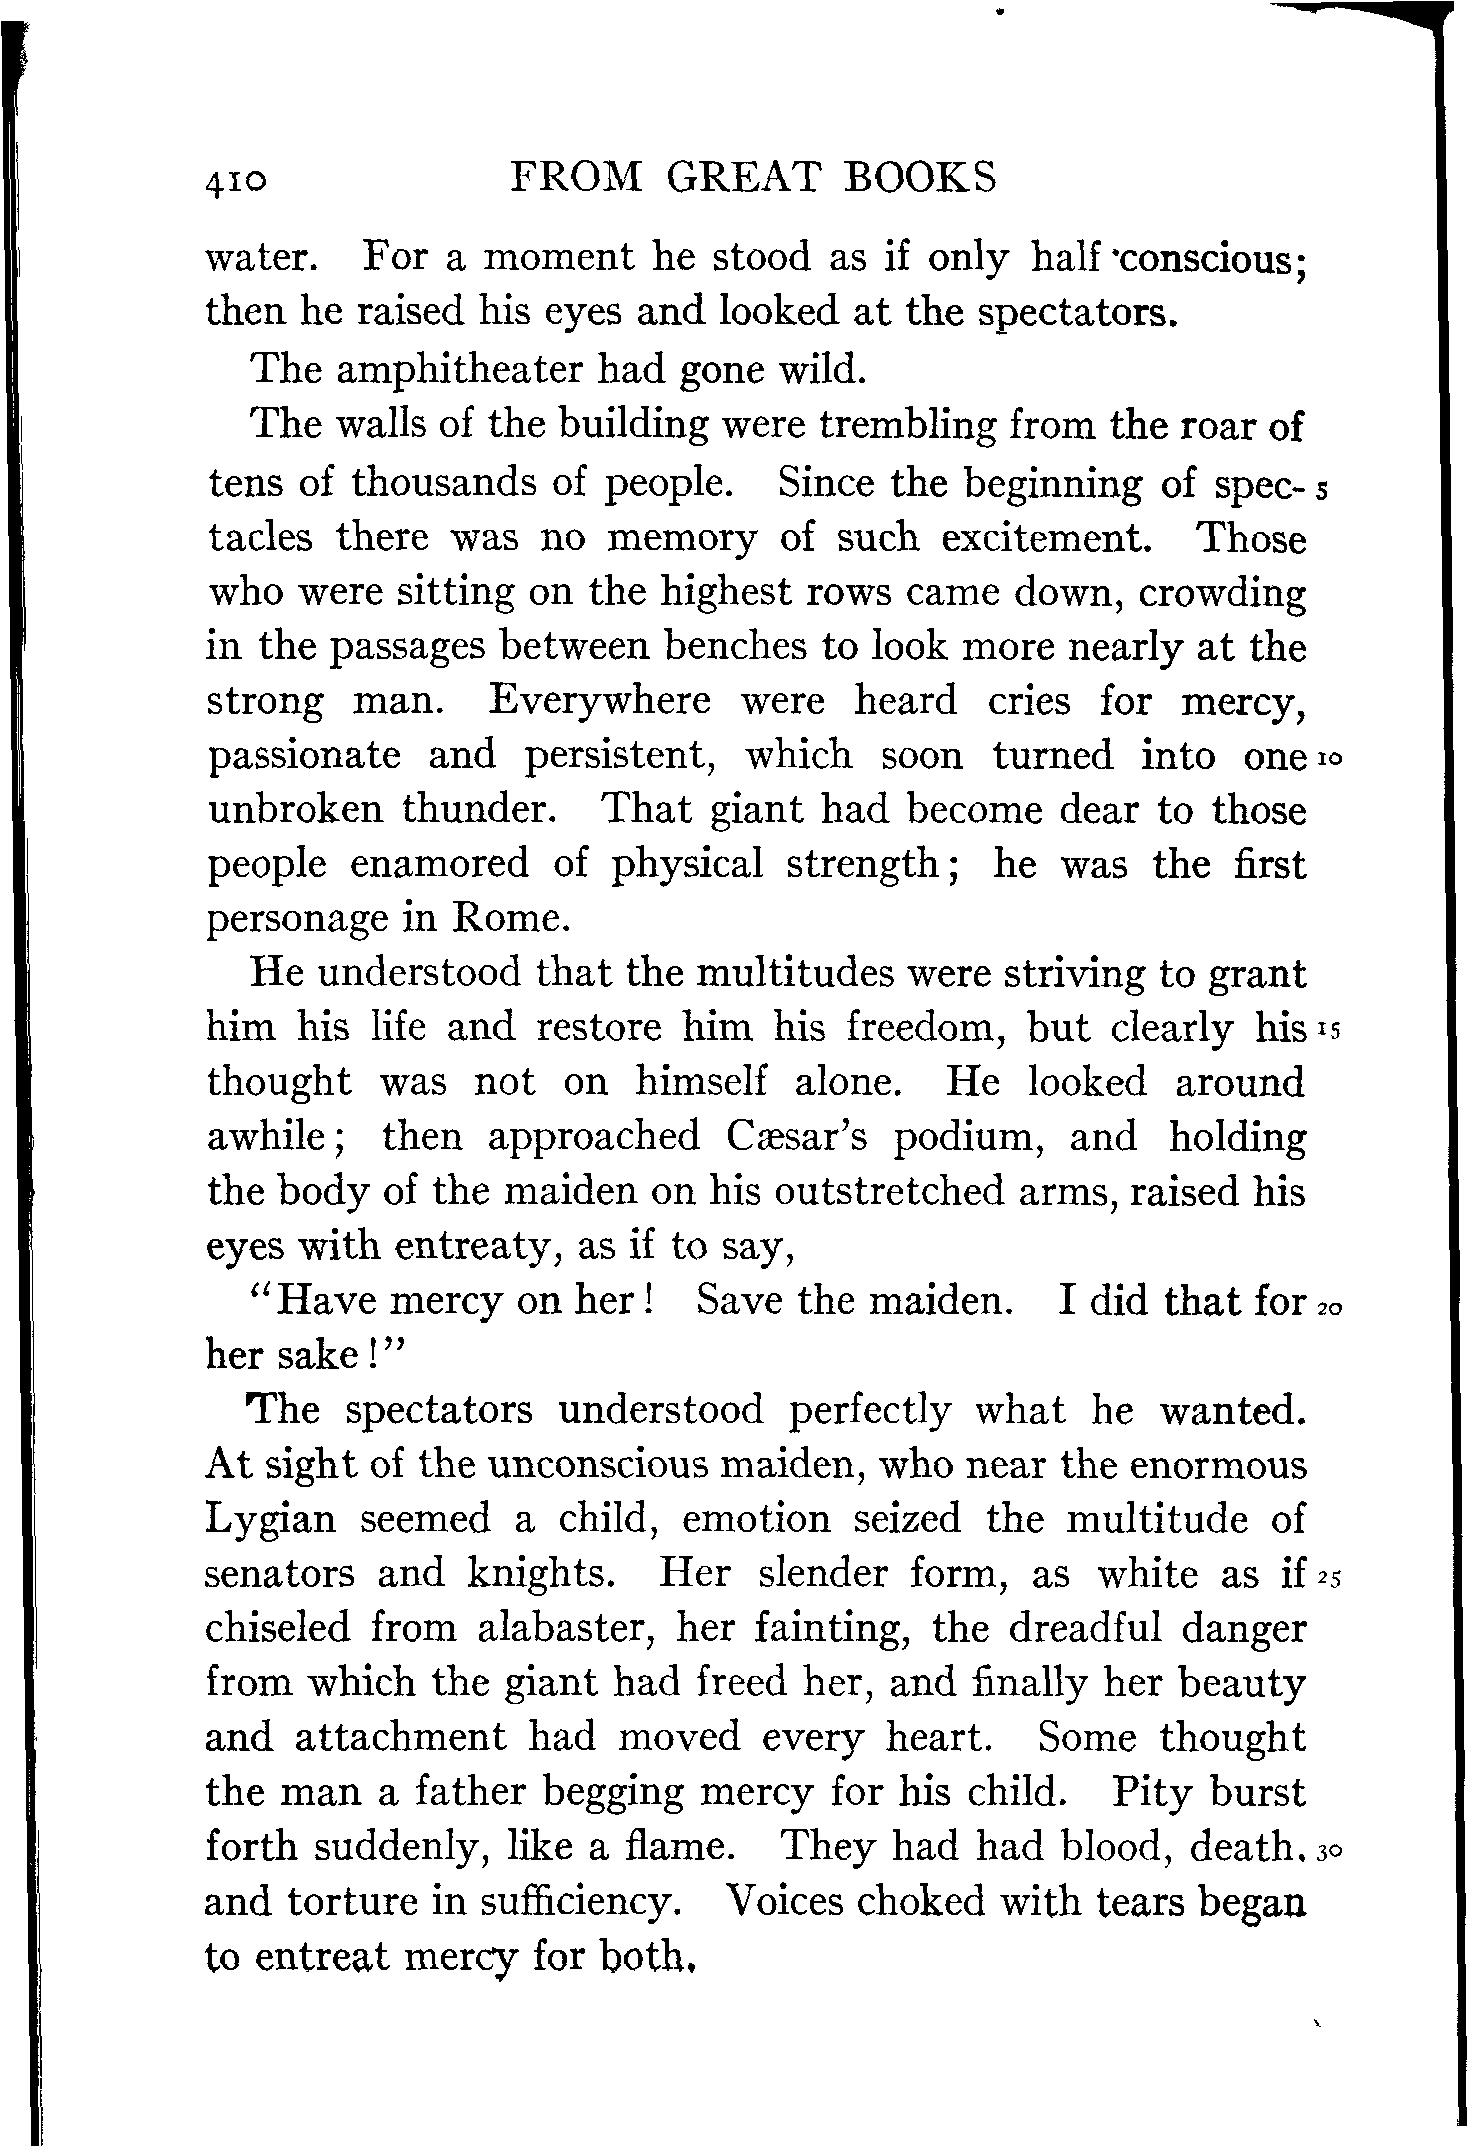 410 FROM GREAT BOOKS
water. For a moment he stood as if only half conscious;
then he raised his eyes and looked at the spectators.
The amphitheater had gone wild.
The walls of the building were trembling from the roar of
tens of thousands of people. Since the beginning of spec- 5
tacles there was no memory of such excitement. Those
who were sitting on the highest rows came down, crowding
in the passages between benches to look more nearly at the
strong man. Everywhere were heard cries for mercy,
passionate and persistent, which soon turned into one 10
unbroken thunder. That giant had become dear to those
people enamored of physical strength; he was the first
personage in Rome.
He understood that the multitudes were striving to grant
him his life and restore him his freedom, but clearly his 15
thought was not on himself alone. He looked around
awhile; then approached Cæsar's podium, and holding
the body of the maiden on his outstretched arms, raised his
eyes with entreaty, as if to say,
"Have mercy on her! Save the maiden. I did that for 20
her sake!"
The spectators understood perfectly what he wanted.
At sight of the unconscious maiden, who near the enormous
Lygian seemed a child, emotion seized the multitude of
senators and knights. Her slender form, as white as if 25
chiseled from alabaster, her fainting, the dreadful danger
from which the giant had freed her, and finally her beauty
and attachment had moved every heart. Some thought
the man a father begging mercy for his child. Pity burst
forth suddenly, like a flame. They had had blood, death. 30
and torture in sufficiency. Voices choked with tears began
to entreat mercy for both.